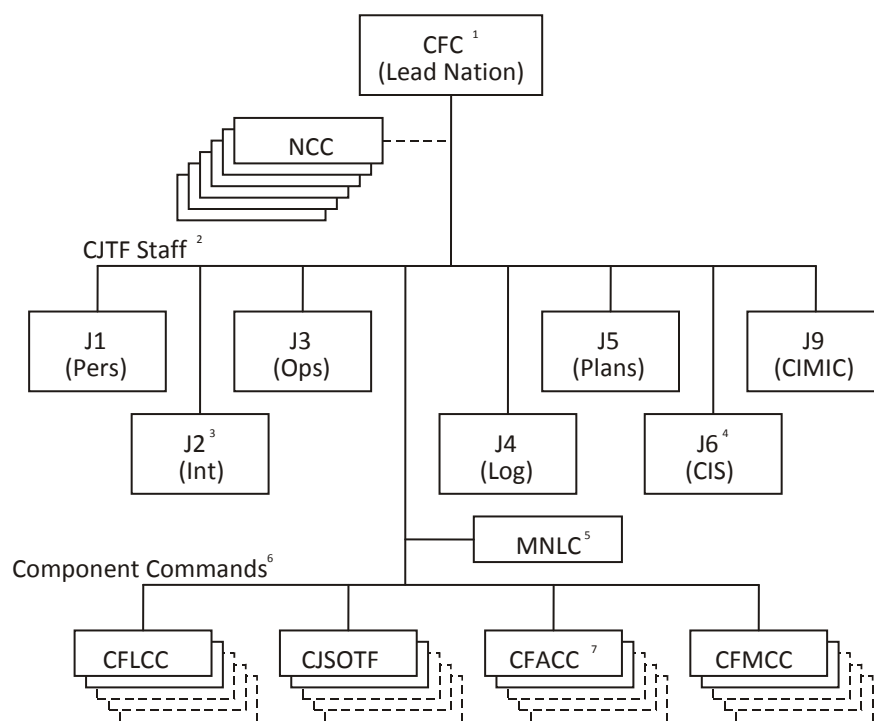 CFC 1
(Lead Nation)
NCC
CJTF Staff 2
J1
(Pers)
J3
(Ops)
J5
(Plans)
J9
(CIMIC)
J2 3
(Int)
J4
(Log)
J6 4
(CIS)
MNLC 5
Component Commands 6
CFLCC
CJSOTF
CFACC 7
CFMCC